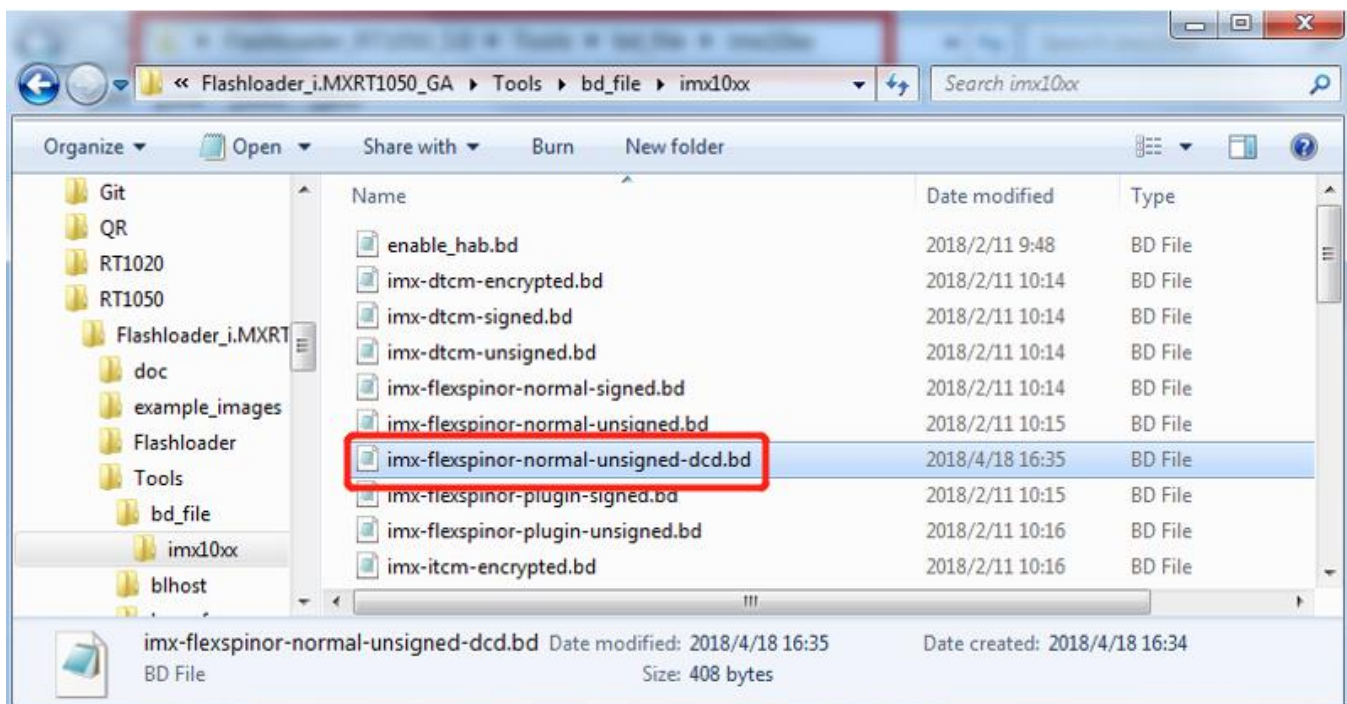 « Flashloader_i.MXRT1050_GA ▸ Tools ▸ bd_file ▸ imx10xx Search imx10xx
Organize Open Share with Burn New folder
Git
QR
RT1020
RT1050
Flashloader_i.MXRT
doc
example_images
Flashloader
Tools
bd_file
imx10xx
blhost
Name Date modified Type
enable_hab.bd 2018/2/11 9:48 BD File
imx-dtcm-encrypted.bd 2018/2/11 10:14 BD File
imx-dtcm-signed.bd 2018/2/11 10:14 BD File
imx-dtcm-unsigned.bd 2018/2/11 10:14 BD File
imx-flexspinor-normal-signed.bd 2018/2/11 10:14 BD File
imx-flexspinor-normal-unsigned.bd 2018/2/11 10:15 BD File
imx-flexspinor-normal-unsigned-dcd.bd 2018/4/18 16:35 BD File
imx-flexspinor-plugin-signed.bd 2018/2/11 10:15 BD File
imx-flexspinor-plugin-unsigned.bd 2018/2/11 10:16 BD File
imx-itcm-encrypted.bd 2018/2/11 10:16 BD File
imx-flexspinor-normal-unsigned-dcd.bd Date modified: 2018/4/18 16:35 Date created: 2018/4/18 16:34
BD File Size: 408 bytes